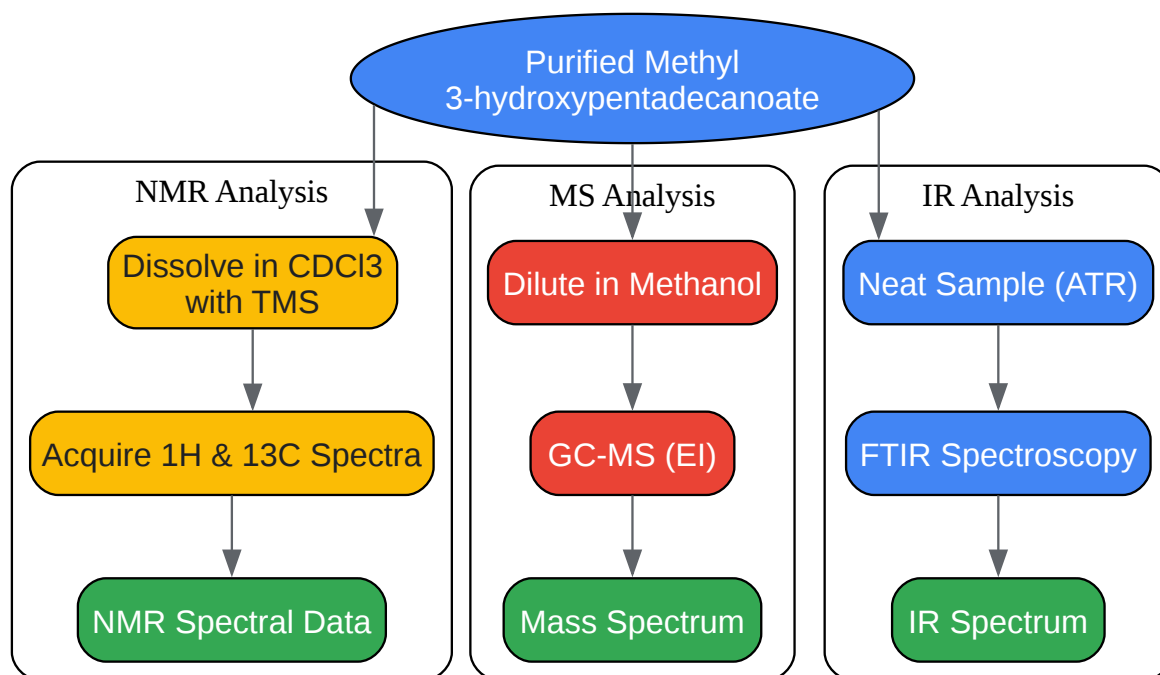 Purified Methyl
3-hydroxypentadecanoate
NMR Analysis
Dissolve in CDCl3
with TMS
Acquire 1H & 13C Spectra
NMR Spectral Data
MS Analysis
Dilute in Methanol
GC-MS (EI)
Mass Spectrum
IR Analysis
Neat Sample (ATR)
FTIR Spectroscopy
IR Spectrum